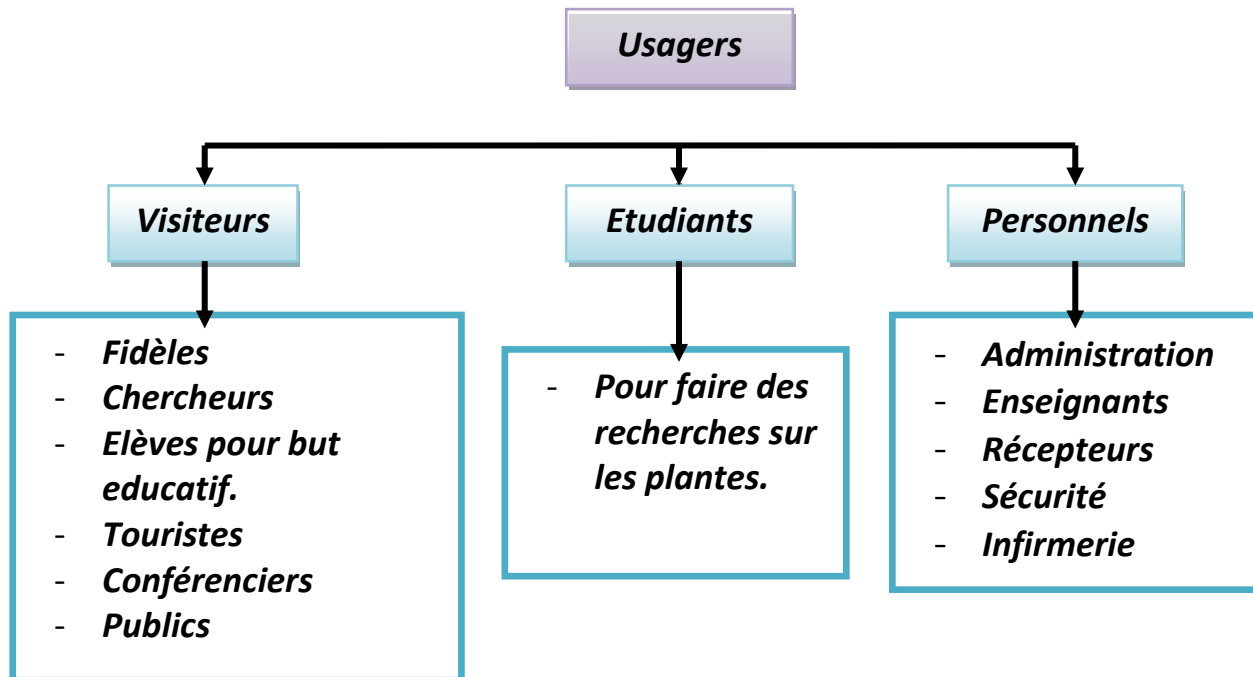 Usagers
Visiteurs
Etudiants
Personnels
- Fidèles
- Chercheurs
- Elèves pour but
educatif.
- Touristes
- Conférenciers
- Publics
- Pour faire des
recherches sur
les plantes.
- Administration
- Enseignants
- Récepteurs
- Sécurité
- Infirmerie